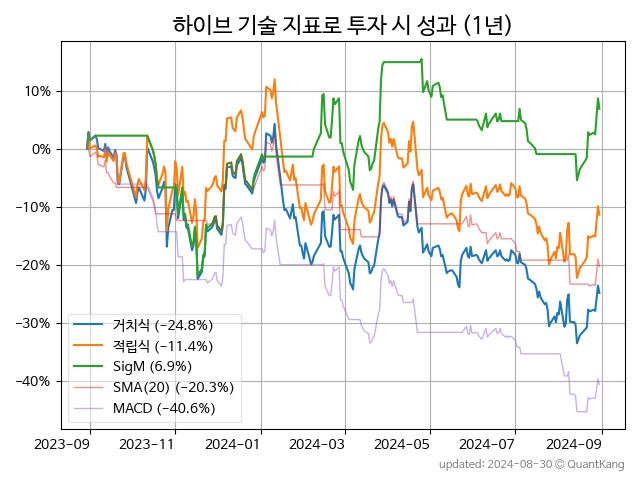 하이브 기술 지표로 투자 시 성과 (1년)
10%
0%
−10%
−20%
−30%
−40%
거치식 (−24.8%)
적립식 (−11.4%)
SigM (6.9%)
SMA(20) (−20.3%)
MACD (−40.6%)
2023-09 2023-11 2024-01 2024-03 2024-05 2024-07 2024-09
updated: 2024-08-30 © QuantKang